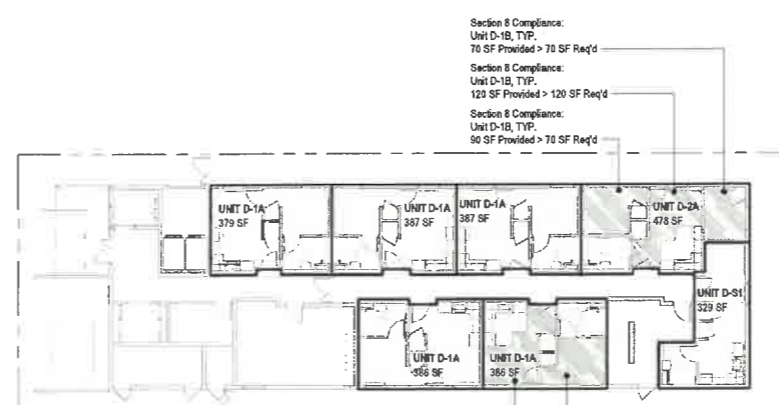 Section 8 Compliance:
Unit D-1B, TYP.
70 SF Provided > 70 SF Req'd
Section 8 Compliance:
Unit D-1B, TYP.
120 SF Provided > 120 SF Req'd
Section 8 Compliance:
Unit D-1B, TYP.
90 SF Provided > 70 SF Req'd
UNIT D-1A
379 SF
UNIT D-1A
387 SF
UNIT D-1A
387 SF
UNIT D-2A
478 SF
UNIT D-S1
329 SF
UNIT D-1A
386 SF
UNIT D-1A
386 SF